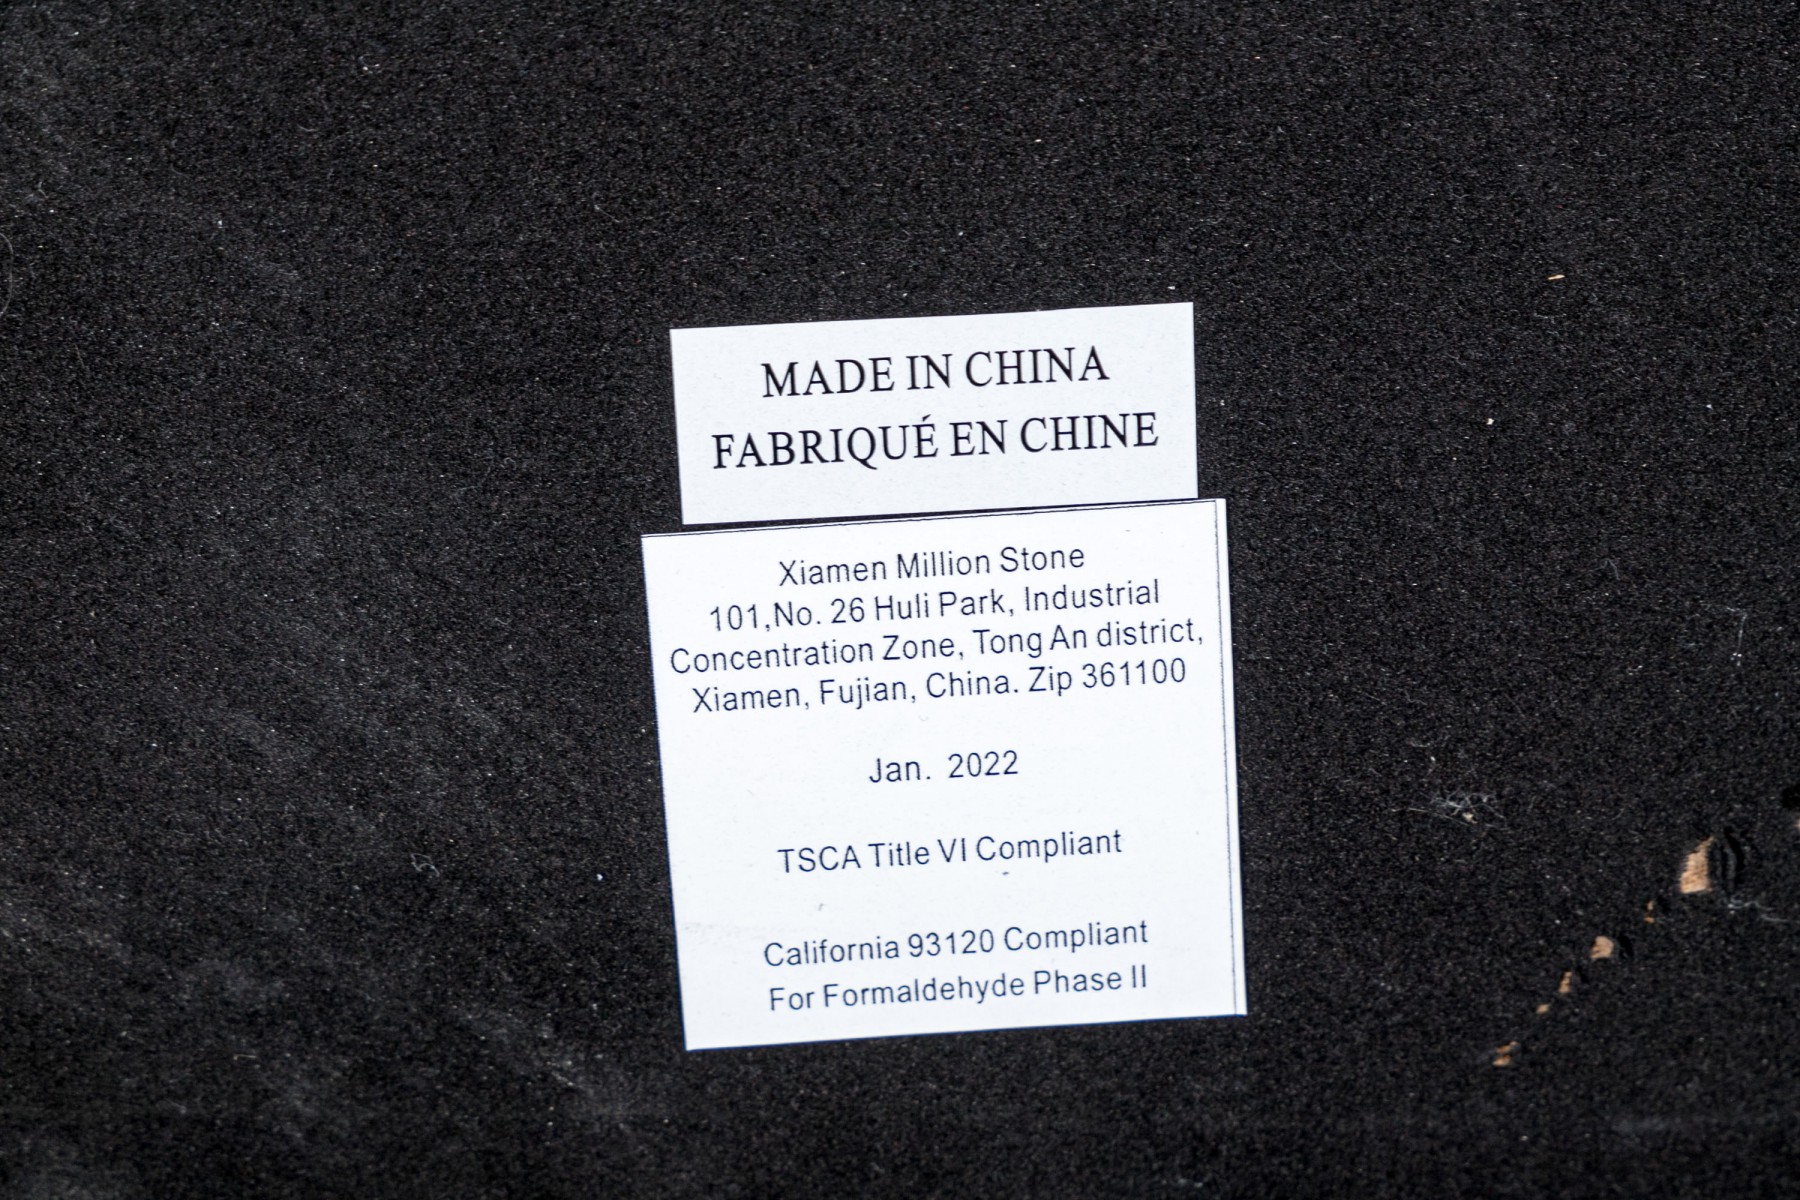 MADE IN CHINA
FABRIQUÉ EN CHINE
Xiamen Million Stone
101,No. 26 Huli Park, Industrial
Concentration Zone, Tong An district,
Xiamen, Fujian, China. Zip 361100
Jan. 2022
TSCA Title VI Compliant
California 93120 Compliant
For Formaldehyde Phase II